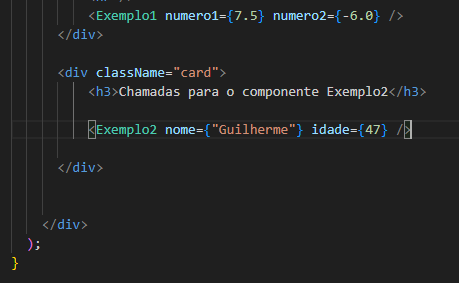 <Exemplo1 numero1={7.5} numero2={-6.0} />
</div>
<div className="card">
<h3>Chamadas para o componente Exemplo2</h3>
<Exemplo2 nome={"Guilherme"} idade={47} />
</div>
</div>
);
}